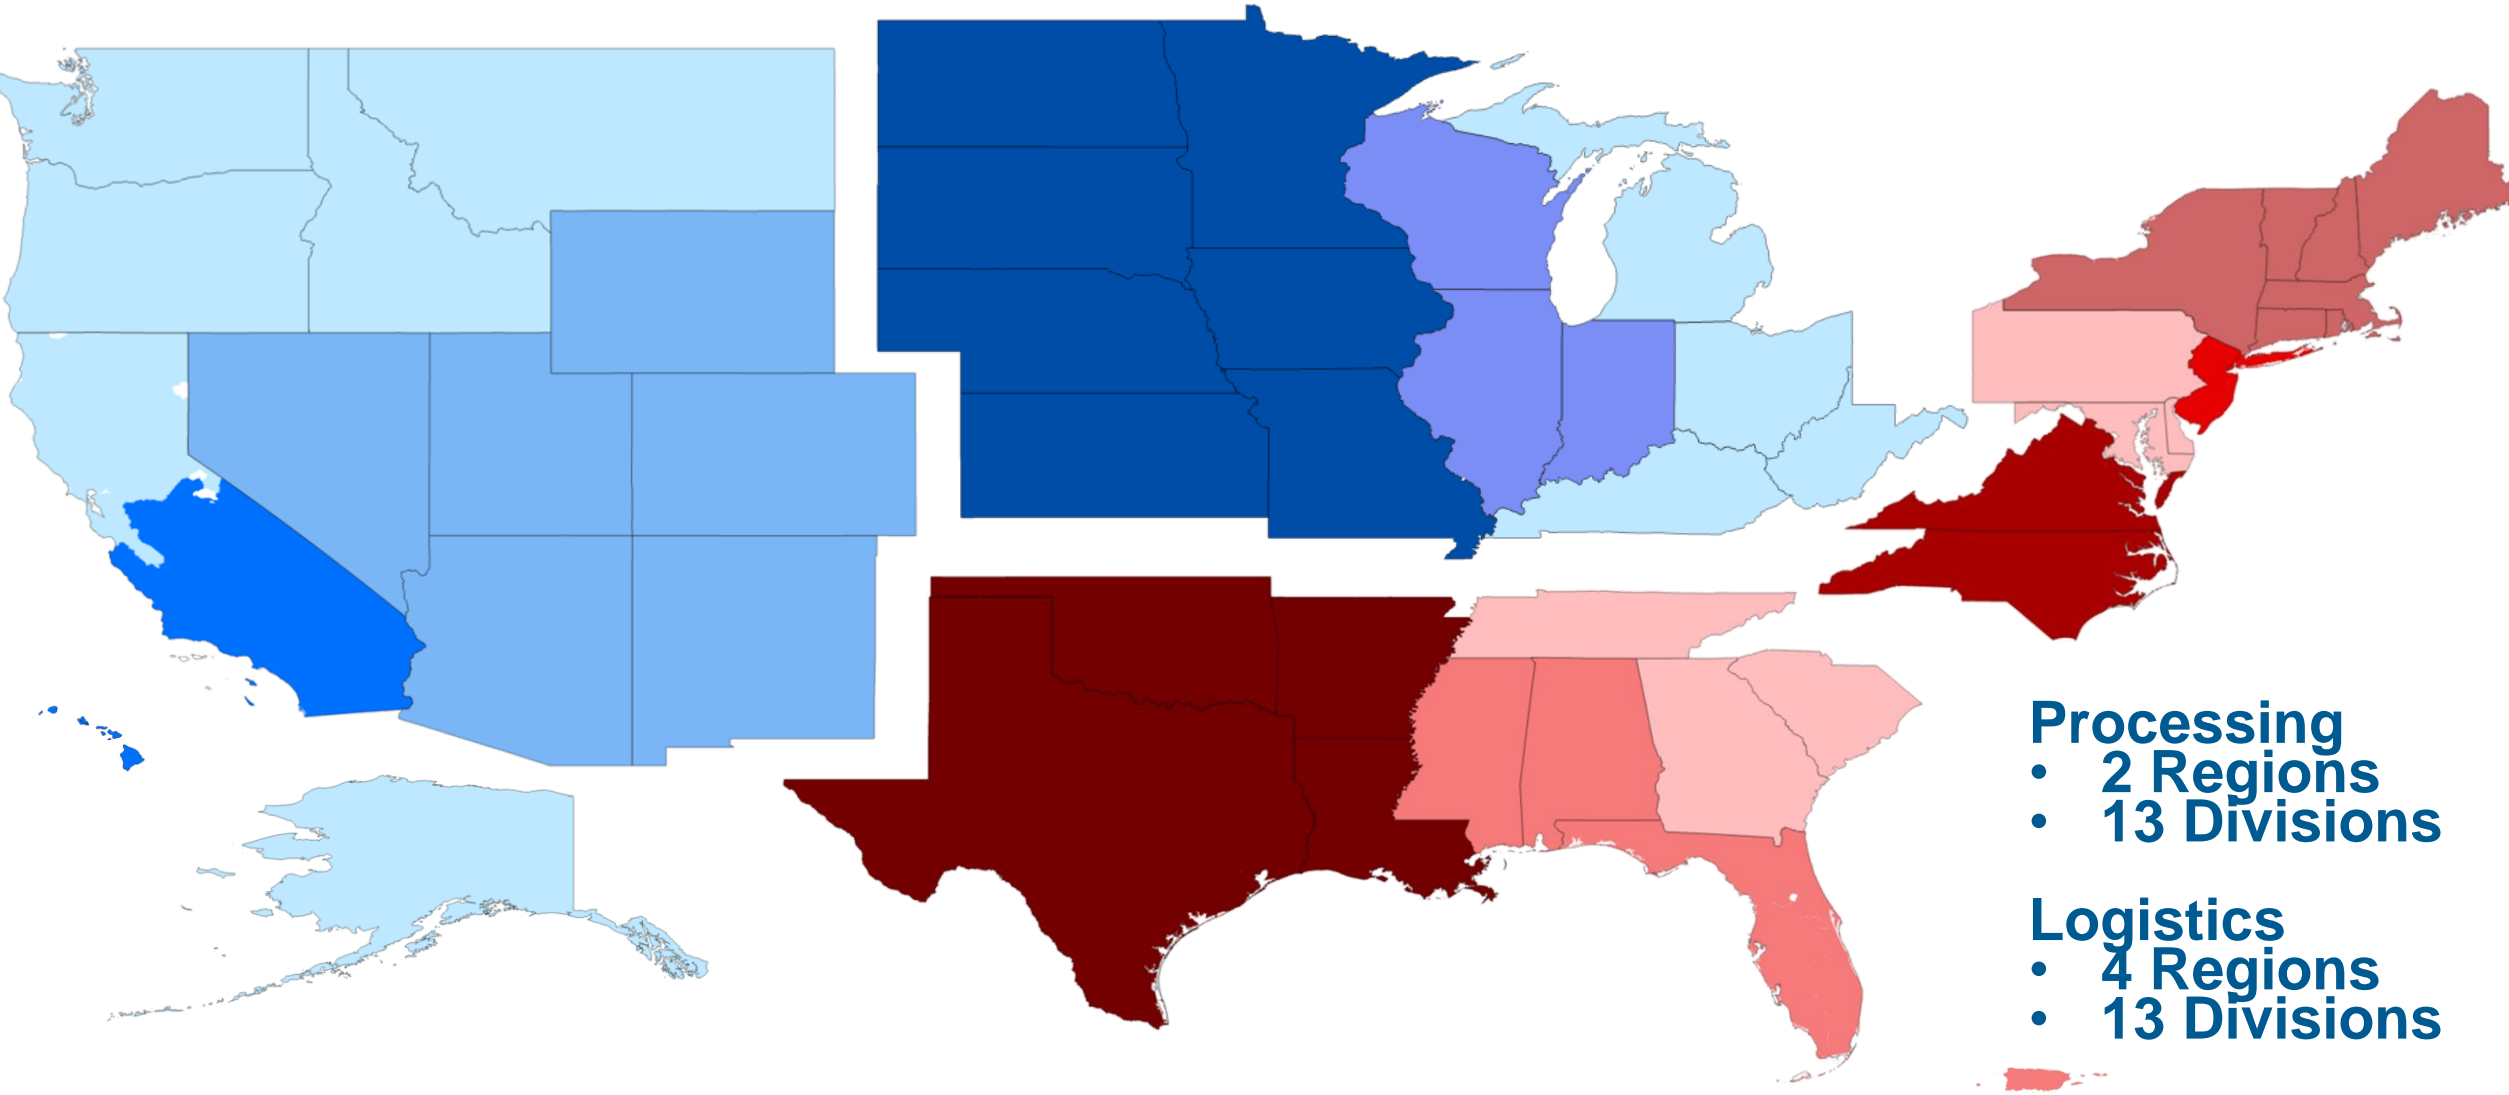 Processing
• 2 Regions
• 13 Divisions
Logistics
• 4 Regions
• 13 Divisions